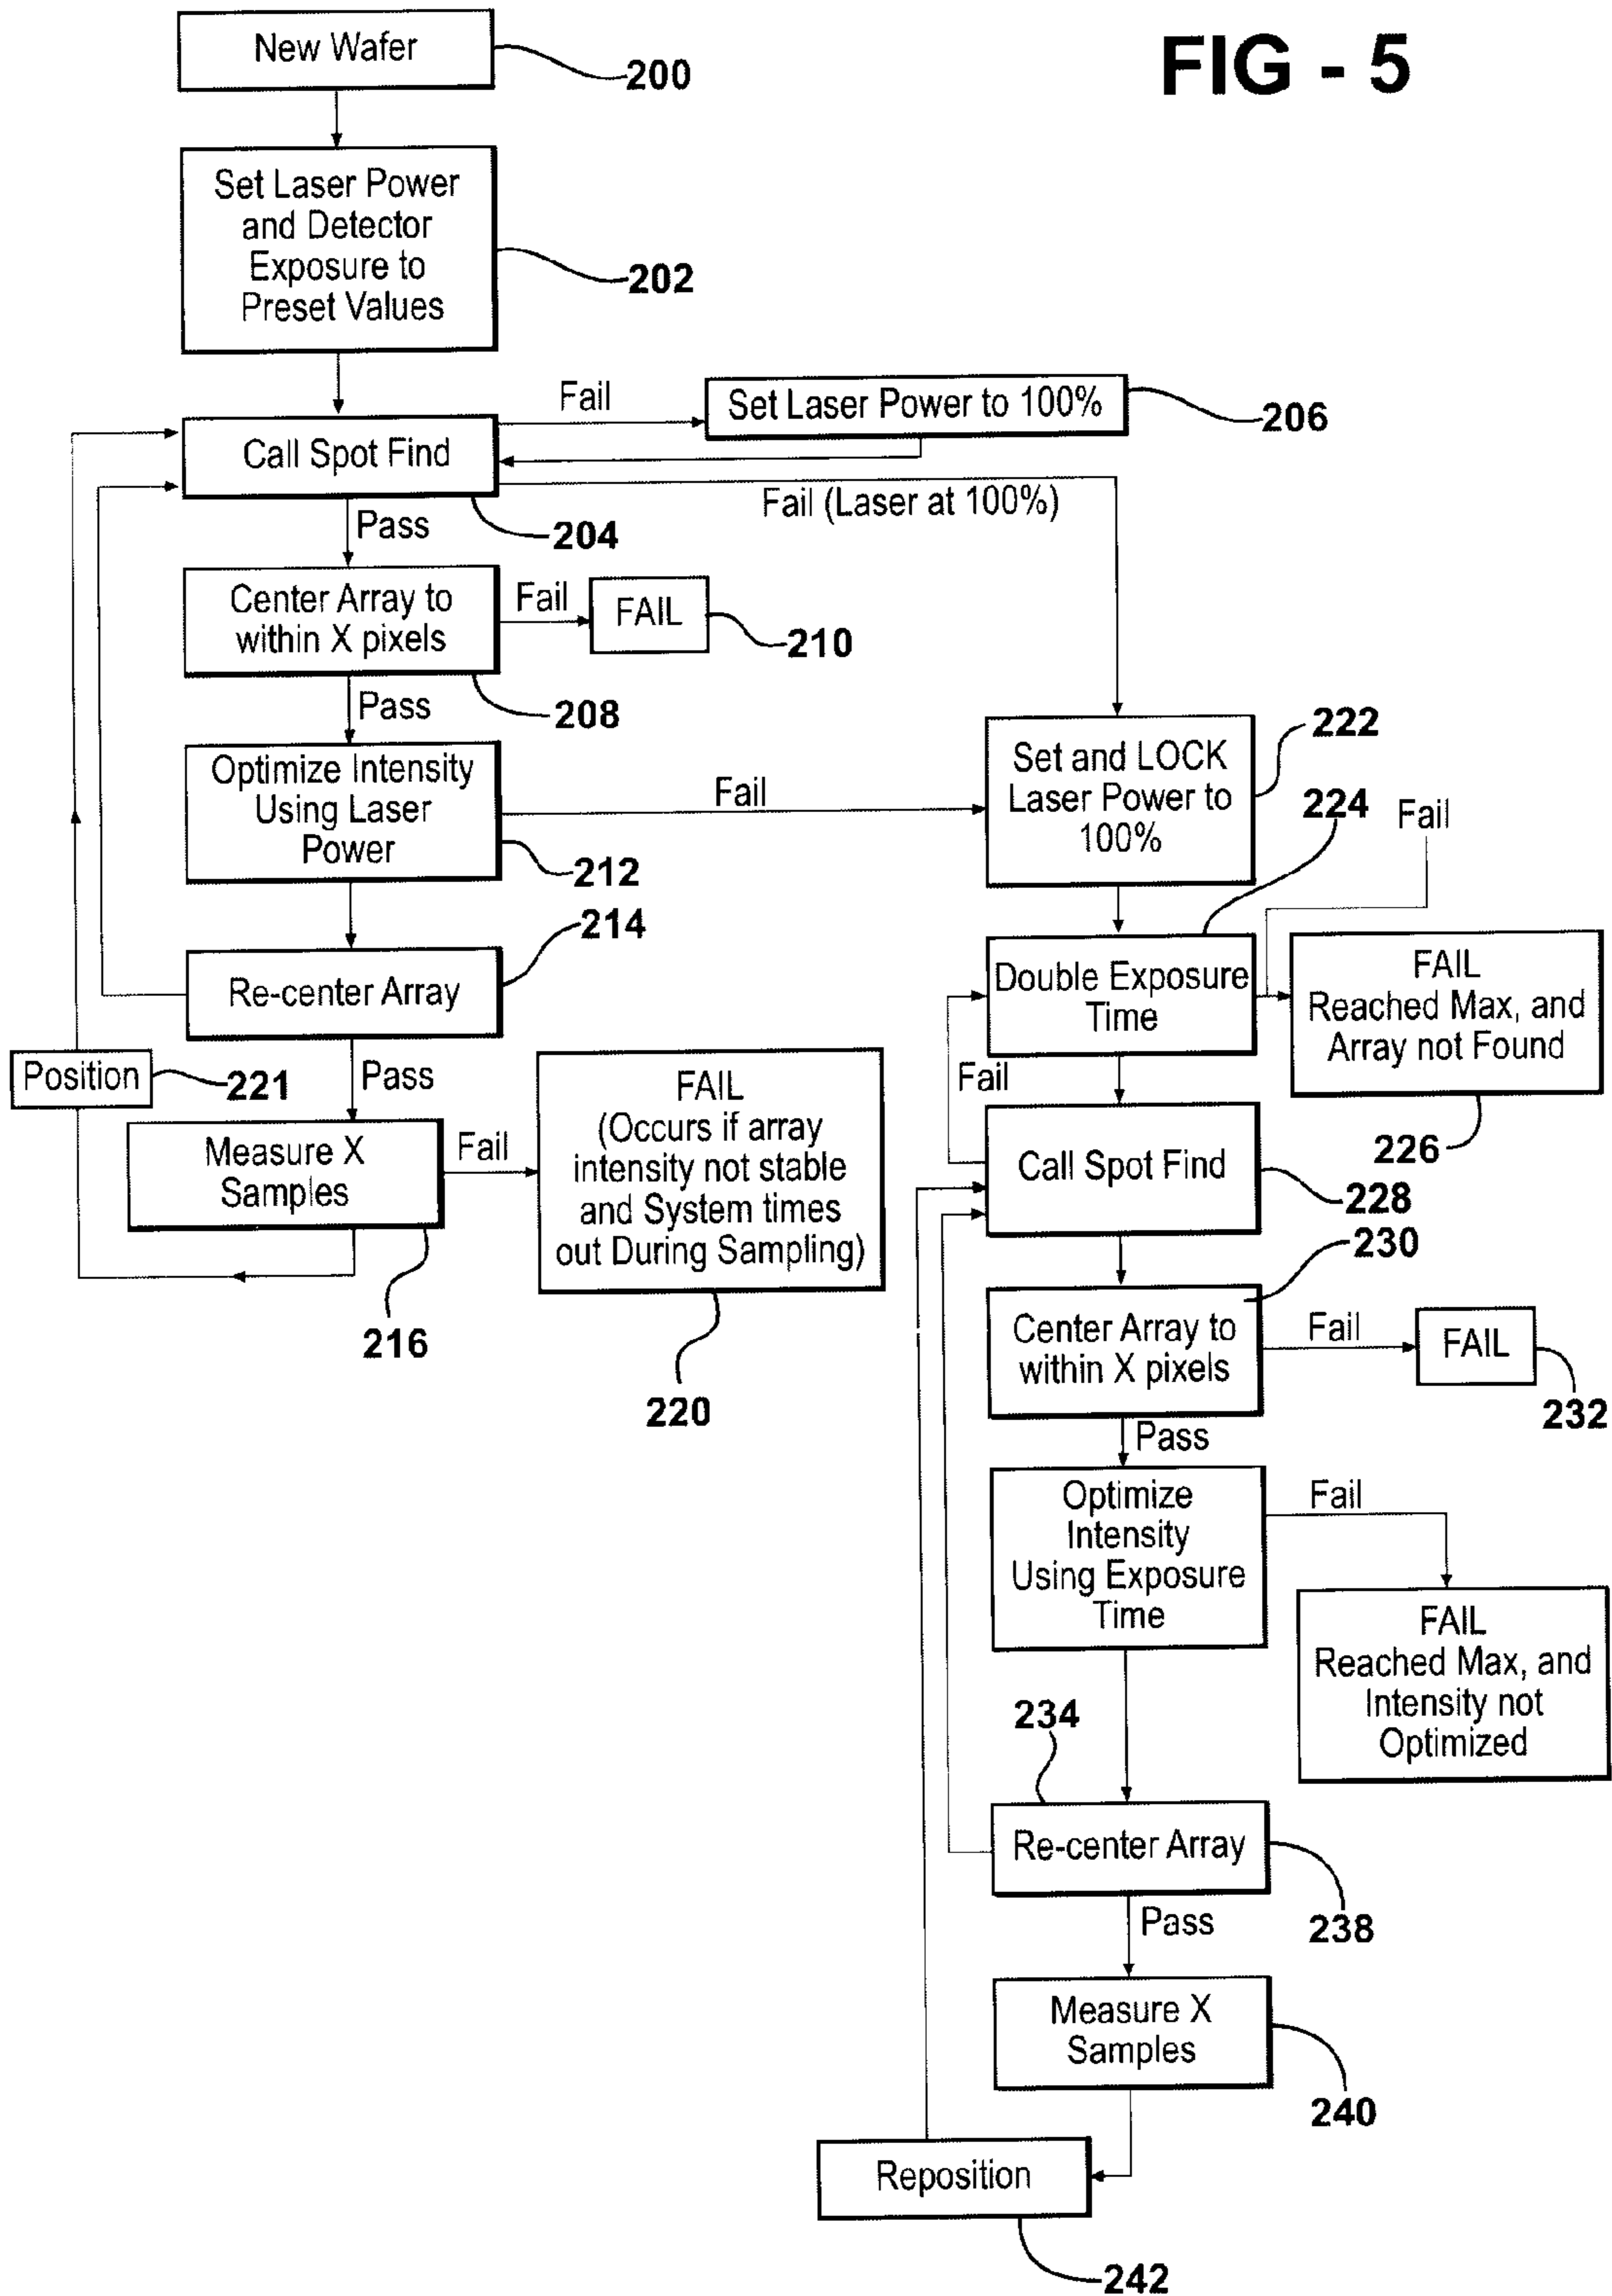 FIG - 5
New Wafer
200
Set Laser Power
and Detector
Exposure to
Preset Values
202
Fail
Set Laser Power to 100%
206
Call Spot Find
Fail (Laser at 100%)
Pass
204
Center Array to
within X pixels
Fail
FAIL
210
Pass
208
Optimize Intensity
Using Laser
Power
Fail
212
Set and LOCK
Laser Power to
100%
222
224
Fail
214
Re-center Array
Double Exposure
Time
FAIL
Reached Max, and
Array not Found
226
Position
221
Pass
Measure X
Samples
Fail
FAIL
(Occurs if array
intensity not stable
and System times
out During Sampling)
216
220
Fail
Call Spot Find
228
230
Center Array to
within X pixels
Fail
FAIL
232
Pass
Optimize
Intensity
Using Exposure
Time
Fail
FAIL
Reached Max, and
Intensity not
Optimized
234
Re-center Array
238
Pass
Measure X
Samples
240
Reposition
242